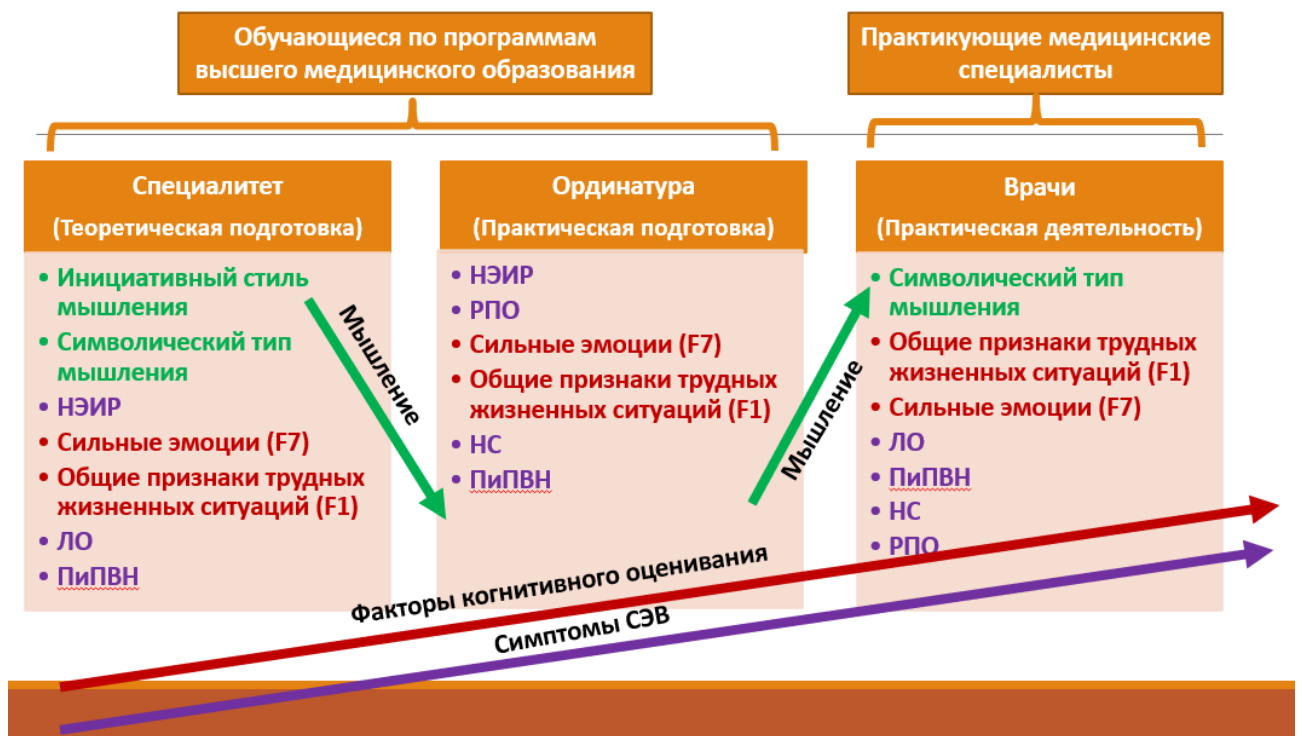 Обучающиеся по программам
высшего медицинского образования
Практикующие медицинские
специалисты
Специалитет
(Теоретическая подготовка)
• Инициативный стиль
мышления
• Символический тип
мышления
• НЭИР
• Сильные эмоции (F7)
• Общие признаки трудных
жизненных ситуаций (F1)
• ЛО
• ПиПВН
Мышление
Ординатура
(Практическая подготовка)
• НЭИР
• РПО
• Сильные эмоции (F7)
• Общие признаки трудных
жизненных ситуаций (F1)
• НС
• ПиПВН
Мышление
Врачи
(Практическая деятельность)
• Символический тип
мышления
• Общие признаки трудных
жизненных ситуаций (F1)
• Сильные эмоции (F7)
• ЛО
• ПиПВН
• НС
• РПО
Факторы когнитивного оценивания
Симптомы СЭВ